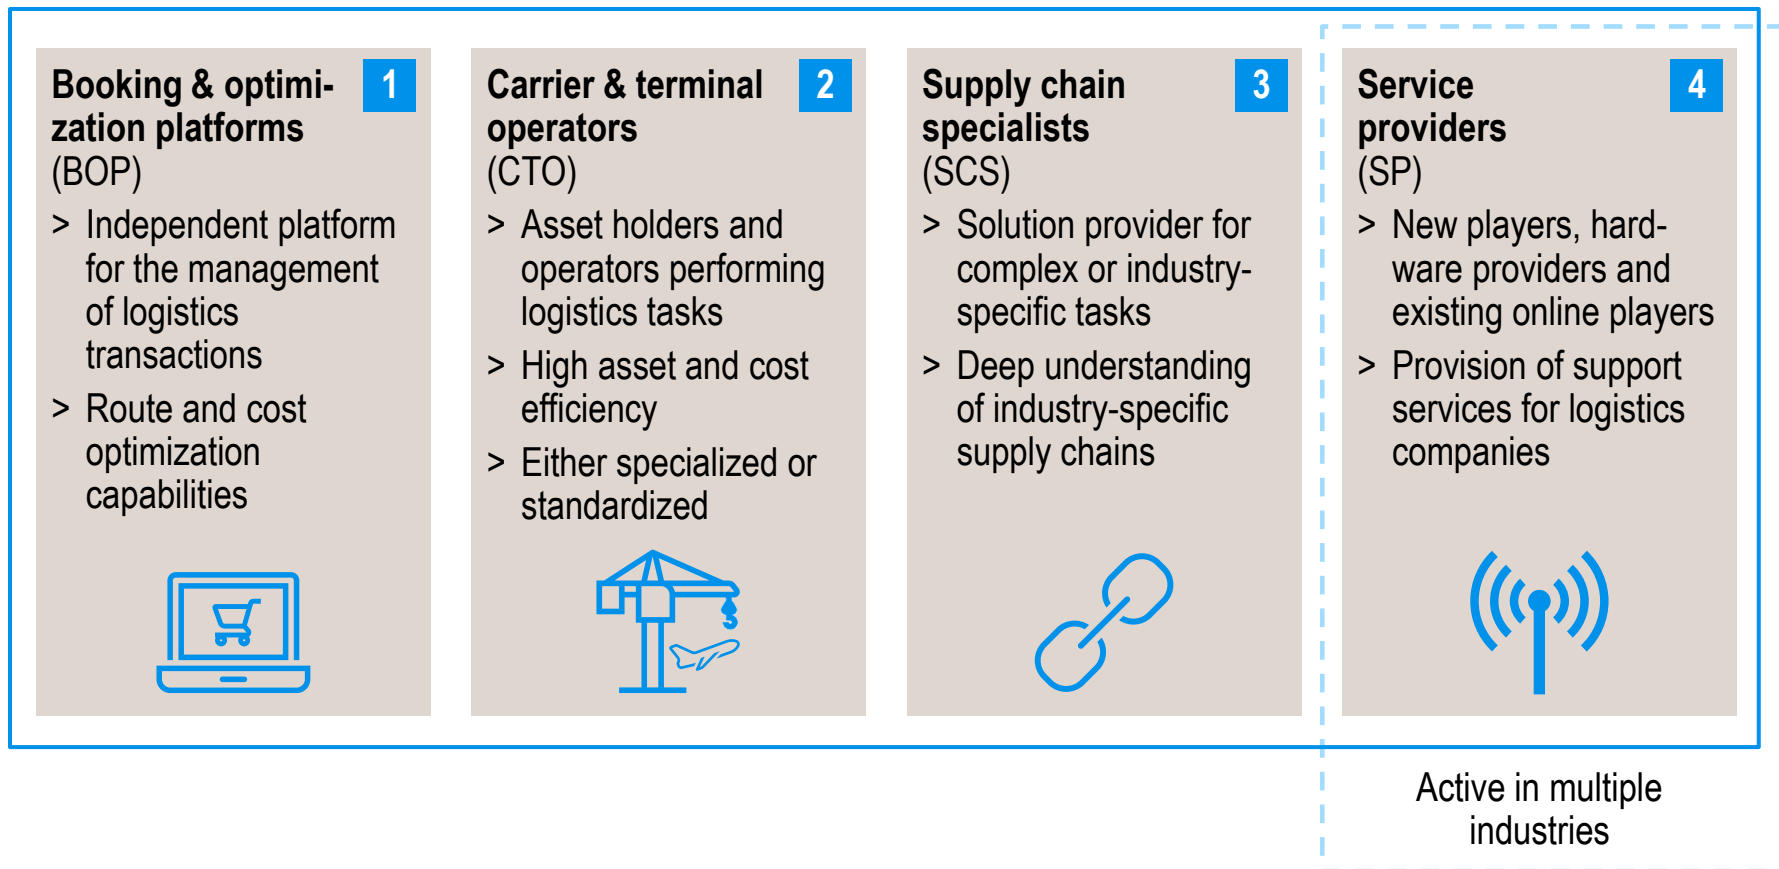 Booking & optimi-
zation platforms
(BOP)
1
> Independent platform
for the management
of logistics
transactions
> Route and cost
optimization
capabilities
Carrier & terminal
operators
(CTO)
2
> Asset holders and
operators performing
logistics tasks
> High asset and cost
efficiency
> Either specialized or
standardized
Supply chain
specialists
(SCS)
3
> Solution provider for
complex or industry-
specific tasks
> Deep understanding
of industry-specific
supply chains
Service
providers
(SP)
4
> New players, hard-
ware providers and
existing online players
> Provision of support
services for logistics
companies
Active in multiple
industries